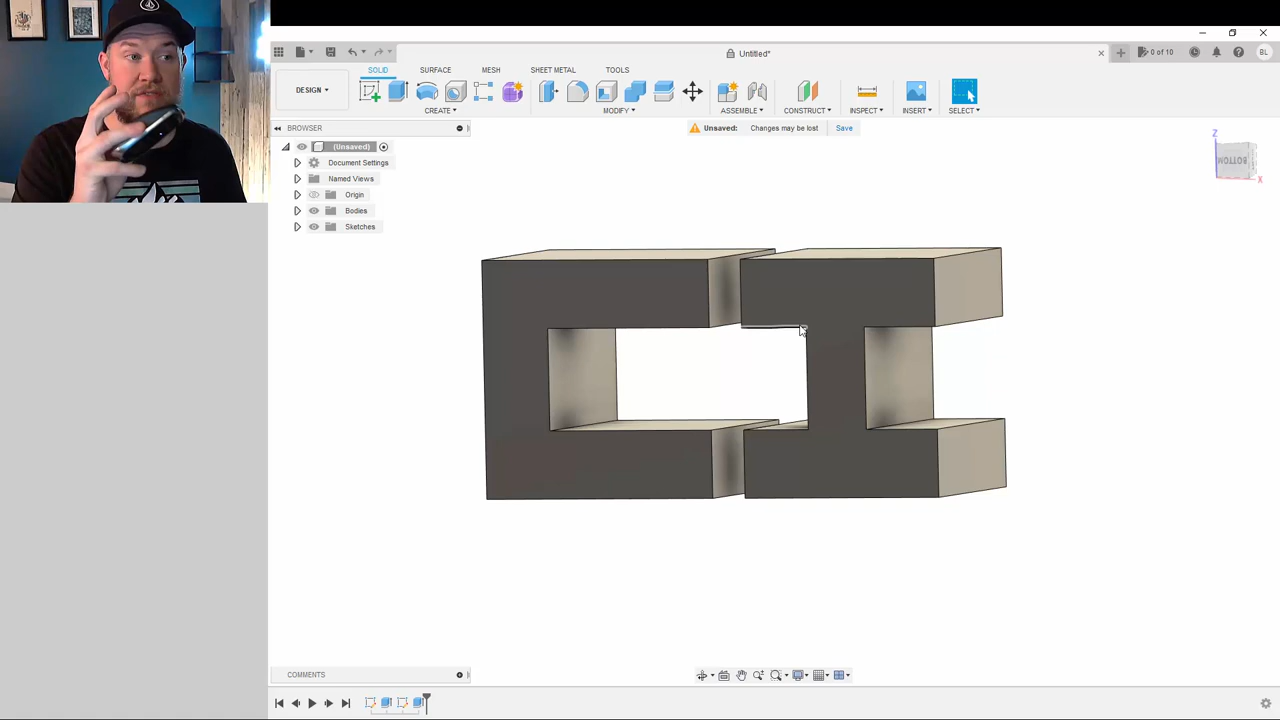 Untitled*
0 of 10
BL
DESIGN
SOLID
SURFACE
MESH
SHEET METAL
TOOLS
CREATE
MODIFY
ASSEMBLE
CONSTRUCT
INSPECT
INSERT
SELECT
BROWSER
Unsaved: Changes may be lost Save
(Unsaved)
Document Settings
Named Views
Origin
Bodies
Sketches
Z
BOTTOM
X
COMMENTS